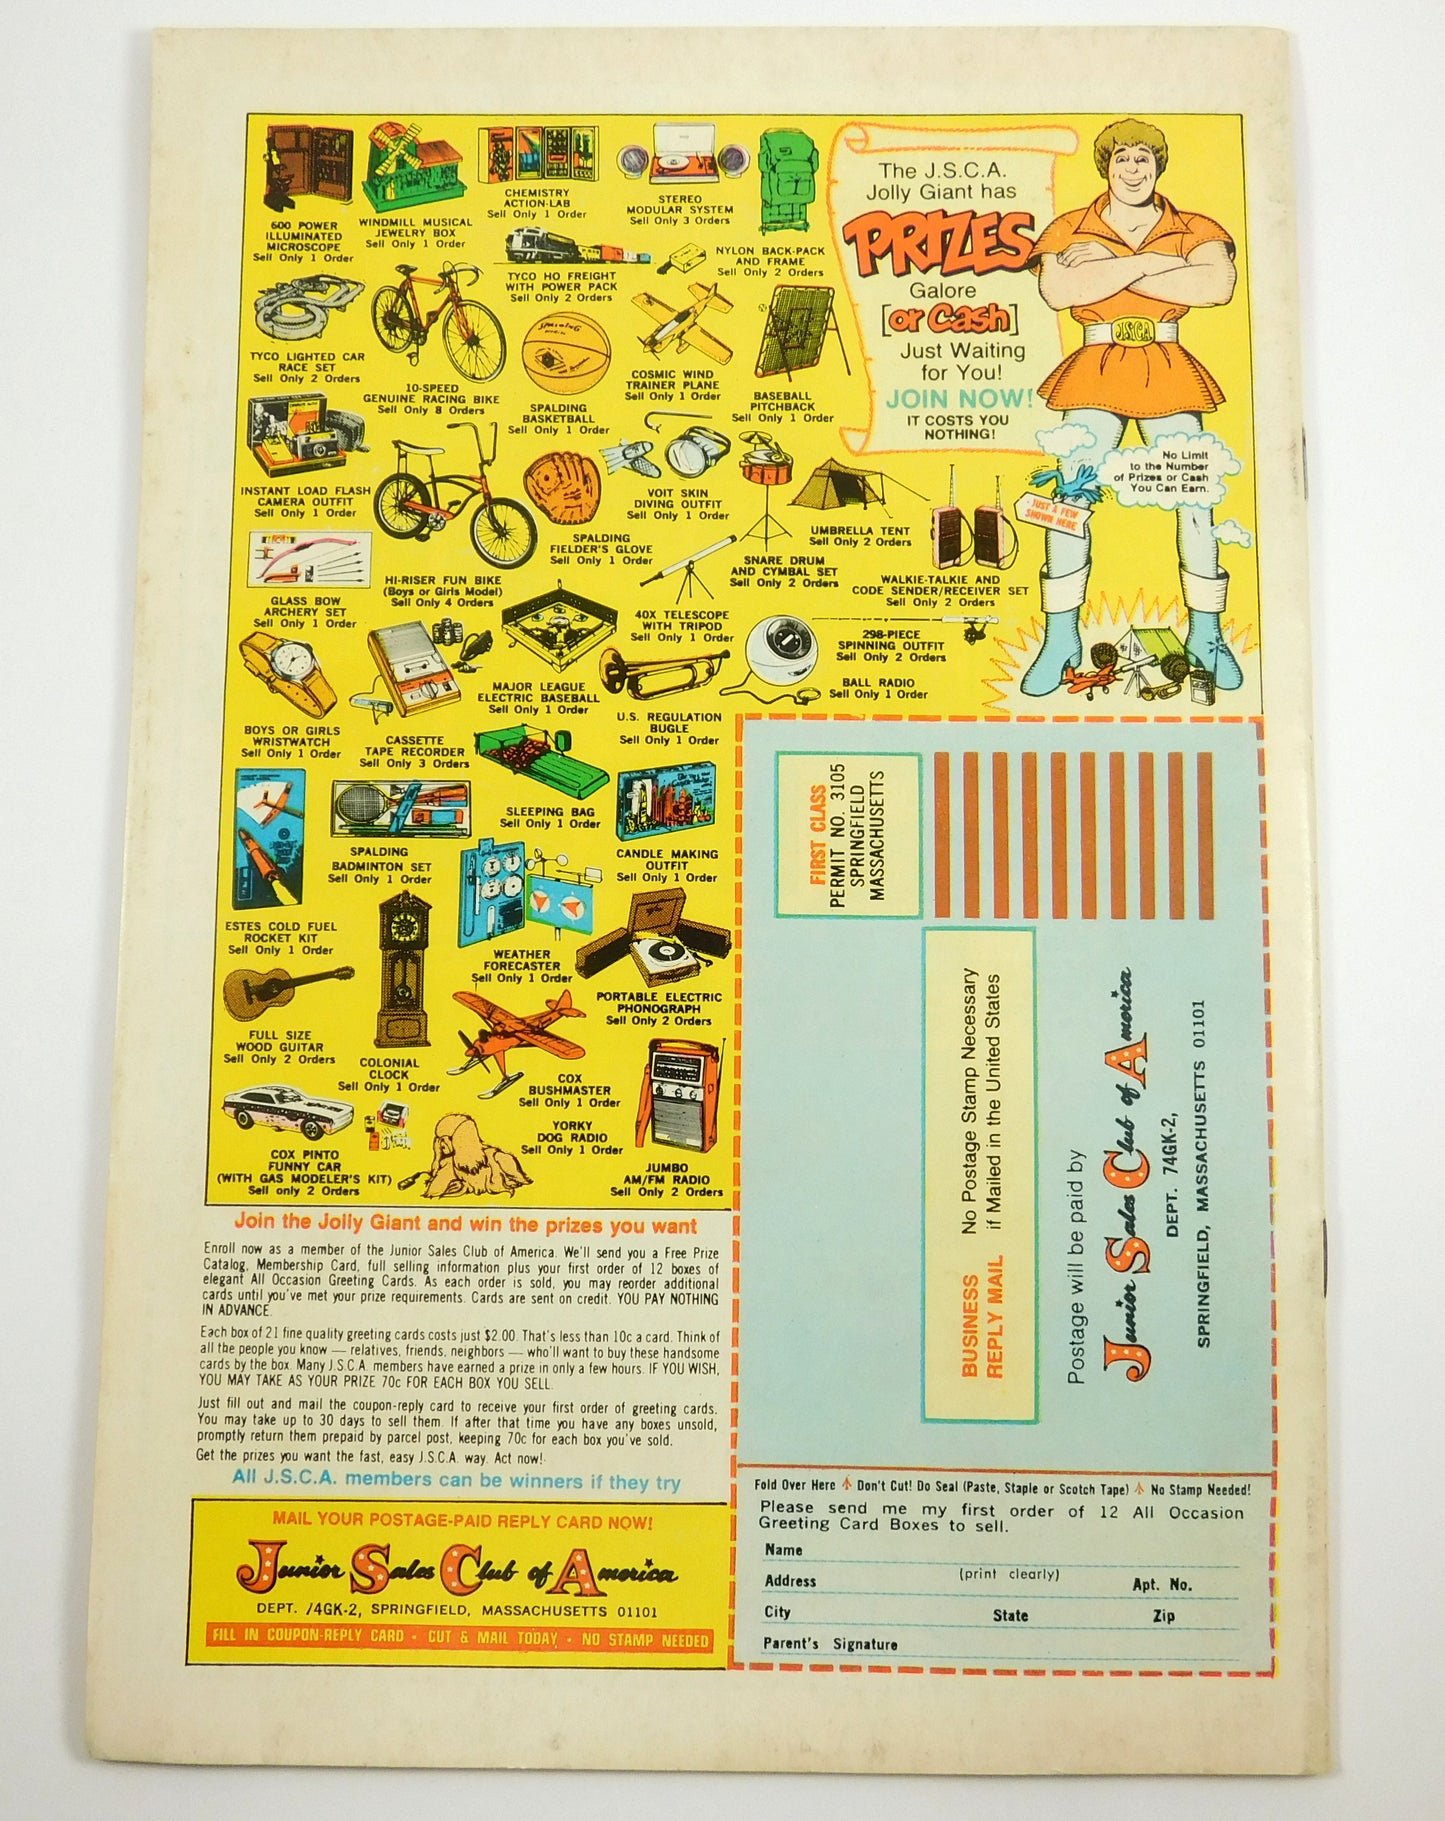 600 POWER
ILLUMINATED
MICROSCOPE
Sell Only 1 Order
WINDMILL MUSICAL
JEWELRY BOX
Sell Only 1 Order
CHEMISTRY
ACTION-LAB
Sell Only 1 Order
STEREO
MODULAR SYSTEM
Sell Only 3 Orders
NYLON BACK-PACK
AND FRAME
Sell Only 2 Orders
TYCO HO FREIGHT
WITH POWER PACK
Sell Only 2 Orders
TYCO LIGHTED CAR
RACE SET
Sell Only 2 Orders
10-SPEED
GENUINE RACING BIKE
Sell Only 8 Orders
SPALDING
SPALDING
BASKETBALL
Sell Only 1 Order
COSMIC WIND
TRAINER PLANE
Sell Only 1 Order
BASEBALL
PITCHBACK
Sell Only 1 Order
The J.S.C.A.
Jolly Giant has
PRIZES
Galore
[or Cash]
Just Waiting
for You!
JOIN NOW!
IT COSTS YOU
NOTHING!
J.S.C.A.
No Limit
to the Number
of Prizes or Cash
You Can Earn.
JUST A FEW
SHOWN HERE
INSTANT LOAD FLASH
CAMERA OUTFIT
Sell Only 1 Order
HI-RISER FUN BIKE
(Boys or Girls Model)
Sell Only 4 Orders
SPALDING
FIELDER'S GLOVE
Sell Only 1 Order
VOIT SKIN
DIVING OUTFIT
Sell Only 1 Order
SNARE DRUM
AND CYMBAL SET
Sell Only 2 Orders
UMBRELLA TENT
Sell Only 2 Orders
WALKIE-TALKIE AND
CODE SENDER/RECEIVER SET
Sell Only 2 Orders
GLASS BOW
ARCHERY SET
Sell Only 1 Order
40X TELESCOPE
WITH TRIPOD
Sell Only 1 Order
298-PIECE
SPINNING OUTFIT
Sell Only 2 Orders
BALL RADIO
Sell Only 1 Order
BOYS OR GIRLS
WRISTWATCH
Sell Only 1 Order
CASSETTE
TAPE RECORDER
Sell Only 3 Orders
MAJOR LEAGUE
ELECTRIC BASEBALL
Sell Only 1 Order
U.S. REGULATION
BUGLE
Sell Only 1 Order
SLEEPING BAG
Sell Only 1 Order
SPALDING
BADMINTON SET
Sell Only 1 Order
CANDLE MAKING
OUTFIT
Sell Only 1 Order
ESTES COLD FUEL
ROCKET KIT
Sell Only 1 Order
WEATHER
FORECASTER
Sell Only 1 Order
PORTABLE ELECTRIC
PHONOGRAPH
Sell Only 2 Orders
FULL SIZE
WOOD GUITAR
Sell Only 2 Orders
COLONIAL
CLOCK
Sell Only 1 Order
COX
BUSHMASTER
Sell Only 1 Order
COX PINTO
FUNNY CAR
(WITH GAS MODELER'S KIT)
Sell only 2 Orders
YORKY
DOG RADIO
Sell Only 1 Order
JUMBO
AM/FM RADIO
Sell Only 2 Orders
Join the Jolly Giant and win the prizes you want
Enroll now as a member of the Junior Sales Club of America. We'll send you a Free Prize
Catalog, Membership Card, full selling information plus your first order of 12 boxes of
elegant All Occasion Greeting Cards. As each order is sold, you may reorder additional
cards until you've met your prize requirements. Cards are sent on credit. YOU PAY NOTHING
IN ADVANCE.
Each box of 21 fine quality greeting cards costs just $2.00. That's less than 10c a card. Think of
all the people you know — relatives, friends, neighbors — who'll want to buy these handsome
cards by the box. Many J.S.C.A. members have earned a prize in only a few hours. IF YOU WISH,
YOU MAY TAKE AS YOUR PRIZE 70c FOR EACH BOX YOU SELL.
Just fill out and mail the coupon-reply card to receive your first order of greeting cards.
You may take up to 30 days to sell them. If after that time you have any boxes unsold,
promptly return them prepaid by parcel post, keeping 70c for each box you've sold.
Get the prizes you want the fast, easy J.S.C.A. way. Act now!
All J.S.C.A. members can be winners if they try
MAIL YOUR POSTAGE-PAID REPLY CARD NOW!
Junior Sales Club of America
DEPT. 74GK-2, SPRINGFIELD, MASSACHUSETTS 01101
FILL IN COUPON-REPLY CARD • CUT & MAIL TODAY • NO STAMP NEEDED
FIRST CLASS
PERMIT NO. 3105
SPRINGFIELD
MASSACHUSETTS
BUSINESS
REPLY MAIL
No Postage Stamp Necessary
if Mailed in the United States
Postage will be paid by
Junior Sales Club of America
DEPT. 74GK-2,
SPRINGFIELD, MASSACHUSETTS 01101
Fold Over Here Don't Cut! Do Seal (Paste, Staple or Scotch Tape) No Stamp Needed!
Please send me my first order of 12 All Occasion
Greeting Card Boxes to sell.
Name
(print clearly)
Address Apt. No.
City State Zip
Parent's Signature